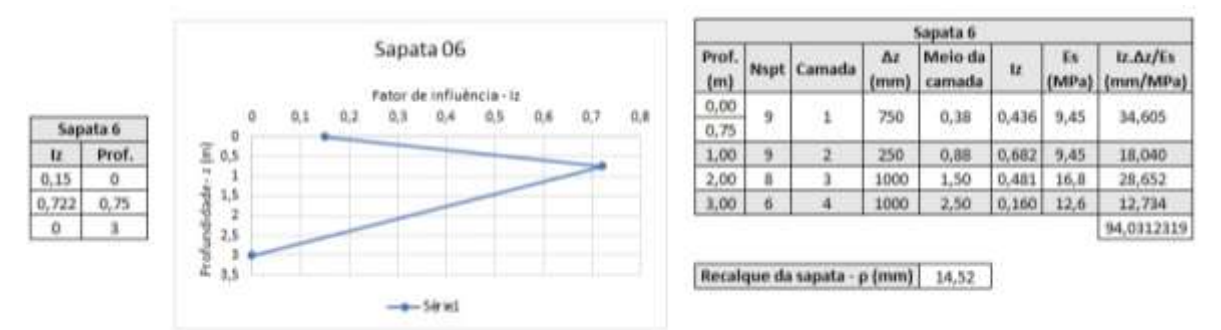 Sapata 6
Iz Prof.
0,15 0
0,722 0,75
0 3
Sapata 06
Fator de influência - Iz
0 0,1 0,2 0,3 0,4 0,5 0,6 0,7 0,8
Profundidade - z (m)
0
0,5
1
1,5
2
2,5
3
3,5
Série1
Sapata 6
Prof. (m) Nspt Camada Δz (mm) Meio da camada Iz Es (MPa) Iz.Δz/Es (mm/MPa)
0,00
0,75 9 1 750 0,38 0,436 9,45 34,605
1,00 9 2 250 0,88 0,682 9,45 18,040
2,00 8 3 1000 1,50 0,481 16,8 28,652
3,00 6 4 1000 2,50 0,160 12,6 12,734
94,0312319
Recalque da sapata - ρ (mm) 14,52